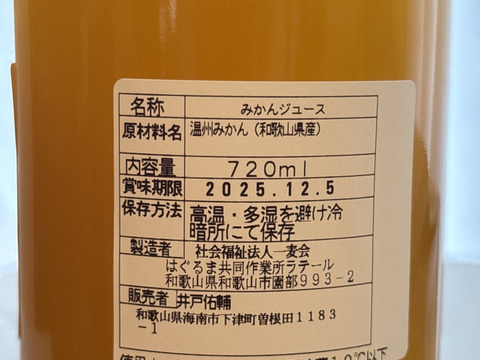 名称 みかんジュース
原材料名 温州みかん（和歌山県産）
内容量 720ml
賞味期限 2025.12.5
保存方法 高温・多湿を避け冷
暗所にて保存
製造者 社会福祉法人一麦会
はぐるま共同作業所ラテール
和歌山県和歌山市園部993-2
販売者 井戸佑輔
和歌山県海南市下津町曽根田1183
-1